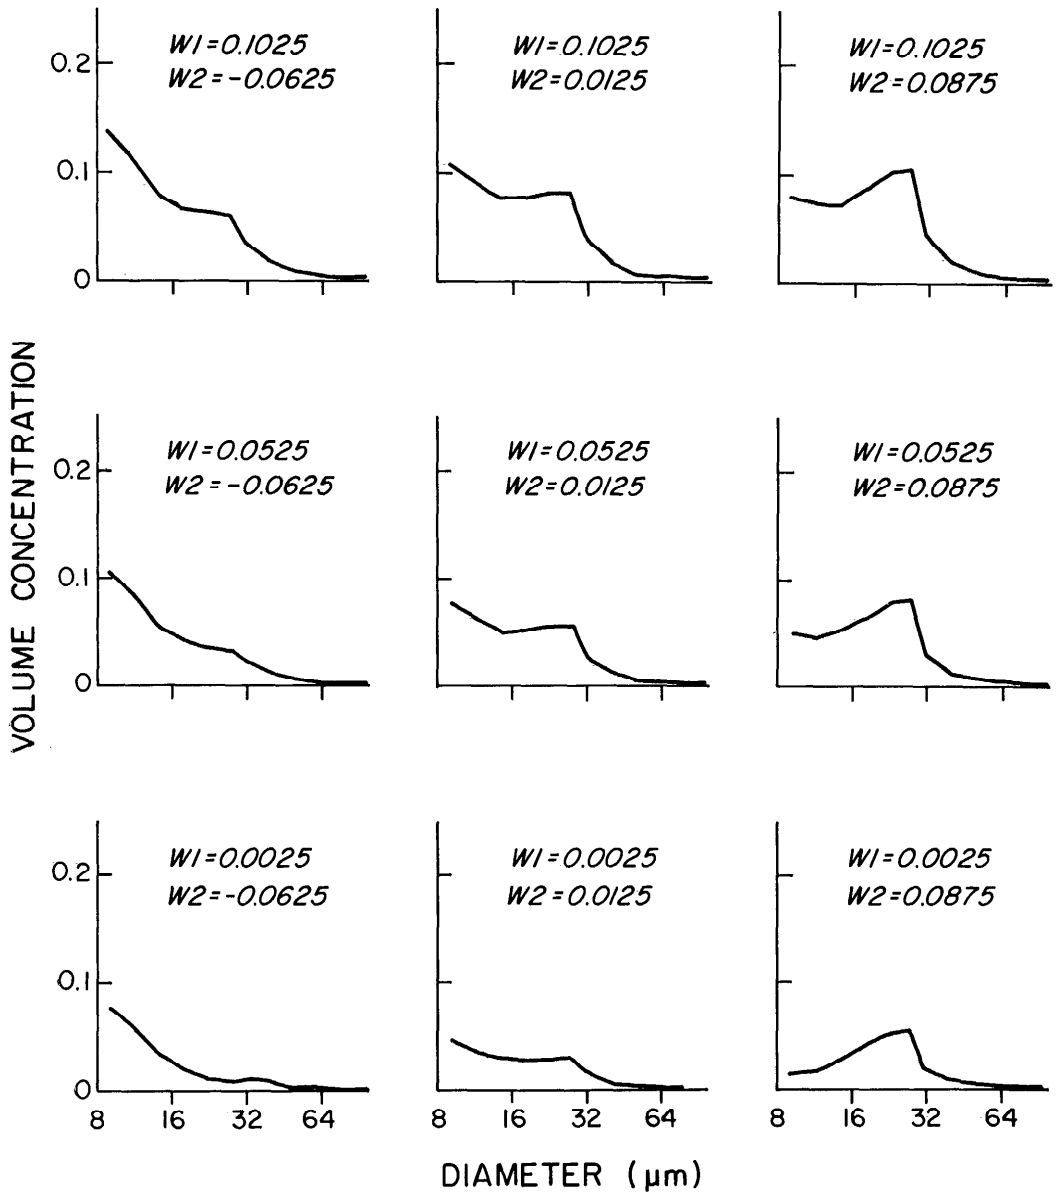 W1=0.1025
W2=-0.0625
W1=0.1025
W2=0.0125
W1=0.1025
W2=0.0875
0.2
0.1
0
VOLUME CONCENTRATION
W1=0.0525
W2=-0.0625
W1=0.0525
W2=0.0125
W1=0.0525
W2=0.0875
0.2
0.1
0
W1=0.0025
W2=-0.0625
W1=0.0025
W2=0.0125
W1=0.0025
W2=0.0875
0.2
0.1
0
8 16 32 64
8 16 32 64
8 16 32 64
DIAMETER (μm)